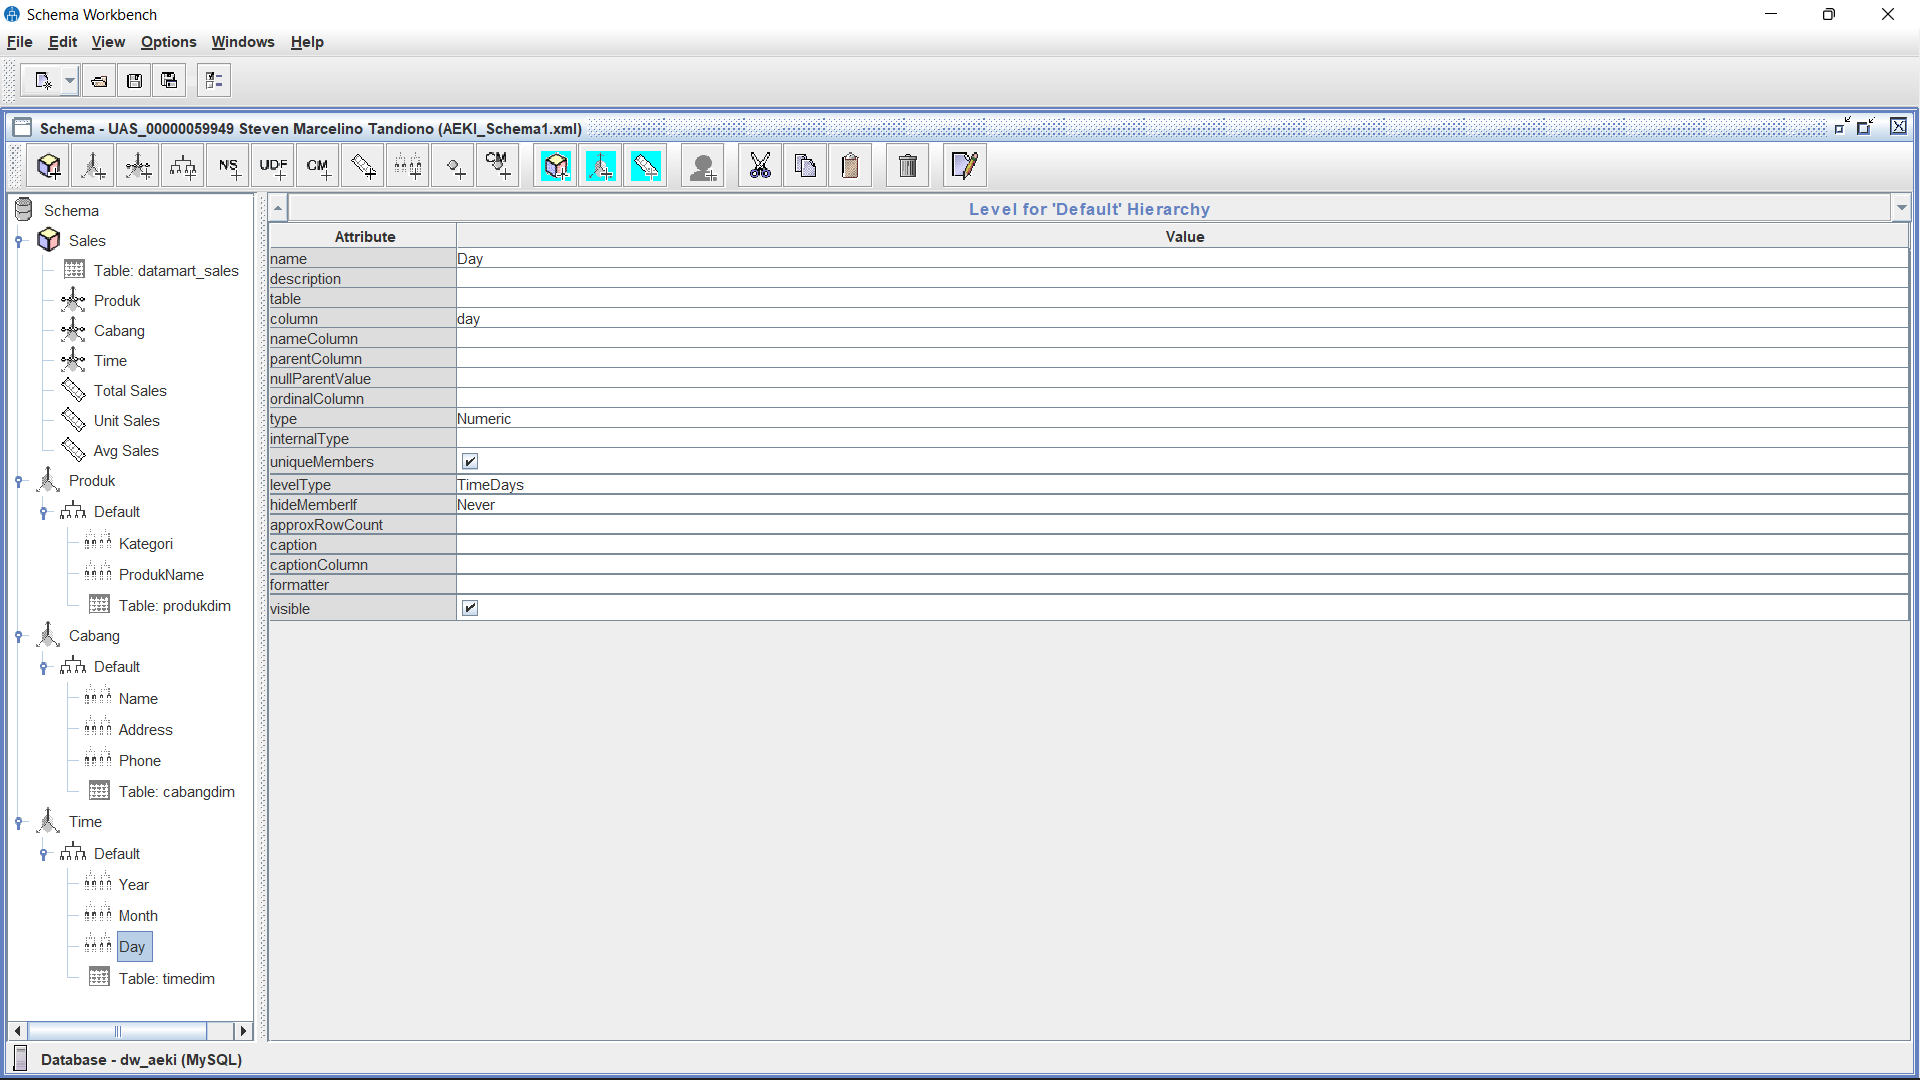 Schema Workbench
File Edit View Options Windows Help
Schema - UAS_00000059949 Steven Marcelino Tandiono (AEKI_Schema1.xml)
NS UDF CM CM
Schema
Sales
Table: datamart_sales
Produk
Cabang
Time
Total Sales
Unit Sales
Avg Sales
Produk
Default
Kategori
ProdukName
Table: produkdim
Cabang
Default
Name
Address
Phone
Table: cabangdim
Time
Default
Year
Month
Day
Table: timedim
Level for 'Default' Hierarchy
Attribute Value
name Day
description
table
column day
nameColumn
parentColumn
nullParentValue
ordinalColumn
type Numeric
internalType
uniqueMembers
levelType TimeDays
hideMemberIf Never
approxRowCount
caption
captionColumn
formatter
visible
Database - dw_aeki (MySQL)